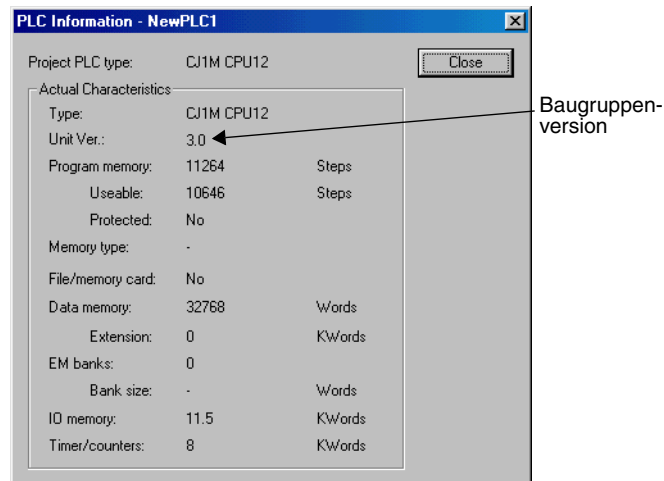 PLC Information - NewPLC1
Project PLC type: CJ1M CPU12 Close
Actual Characteristics
Type: CJ1M CPU12
Unit Ver.: 3.0
Program memory: 11264 Steps
Useable: 10646 Steps
Protected: No
Memory type: -
File/memory card: No
Data memory: 32768 Words
Extension: 0 KWords
EM banks: 0
Bank size: - Words
IO memory: 11.5 KWords
Timer/counters: 8 KWords
Baugruppen-
version